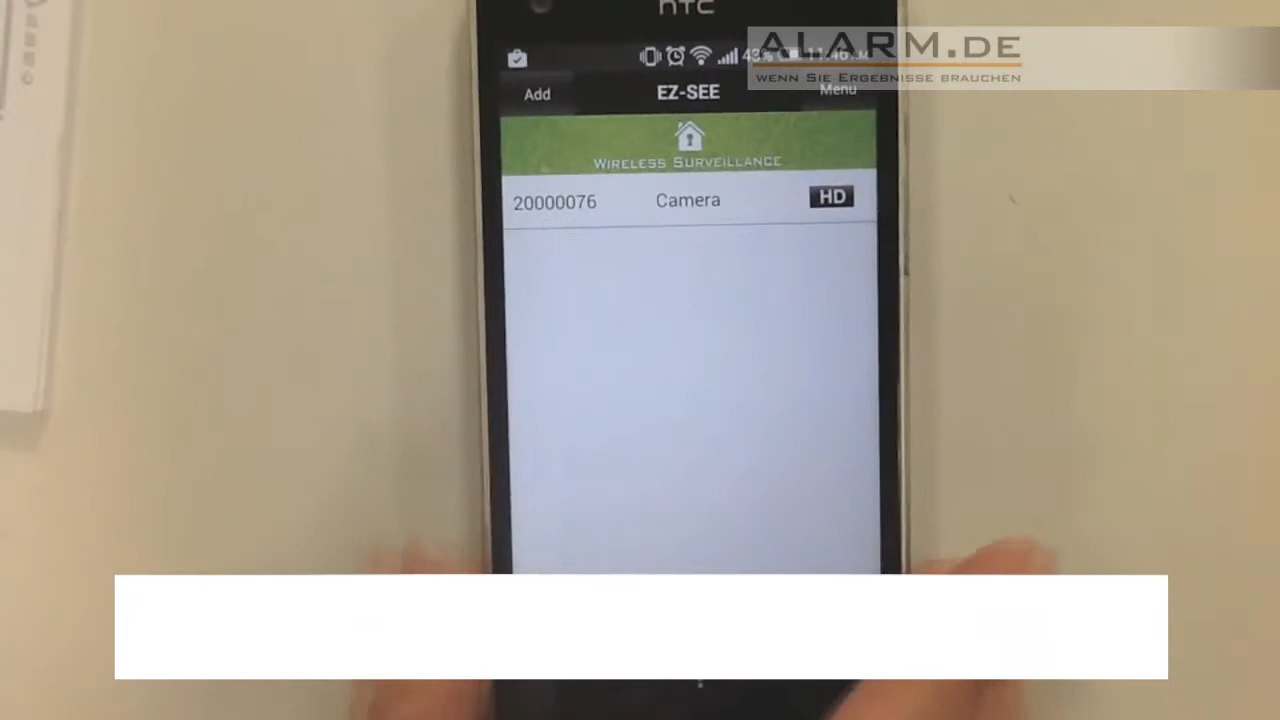 hTC
ALARM.DE
WENN SIE ERGEBNISSE BRAUCHEN
Add
EZ-SEE
Menu
WIRELESS SURVEILLANCE
20000076
Camera
HD